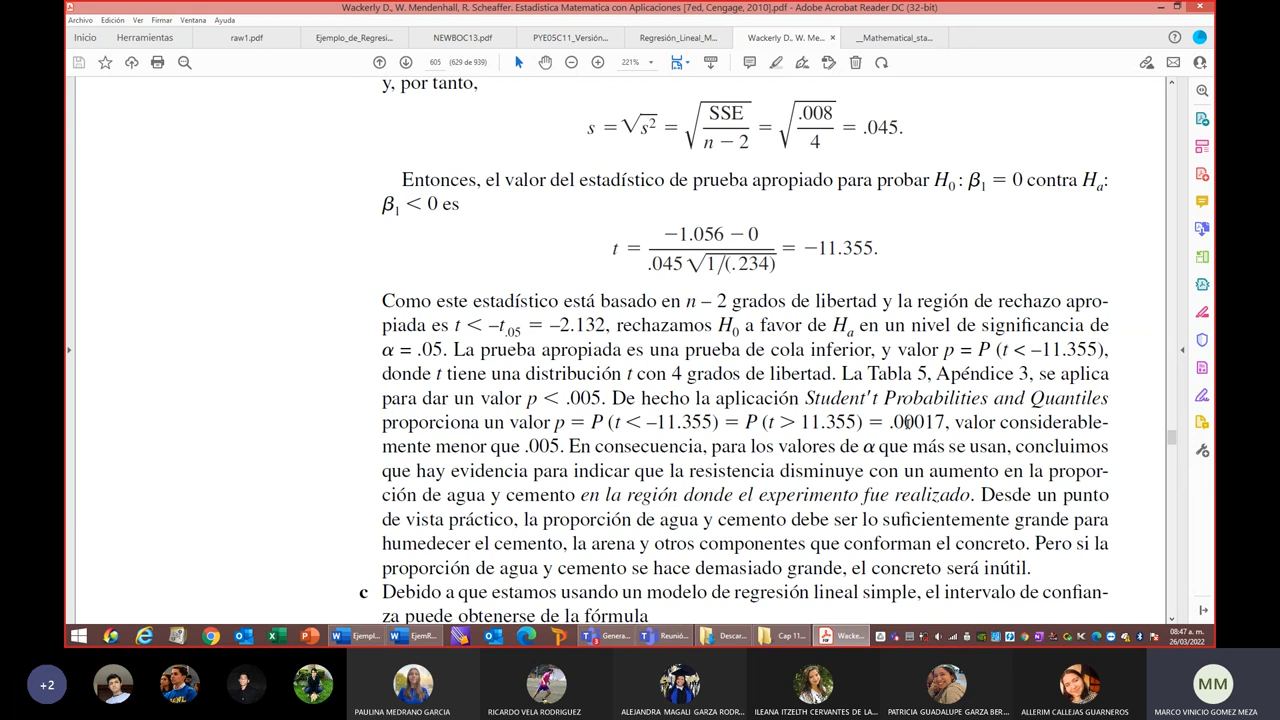 Wackerly D., W. Mendenhall, R. Scheaffer. Estadística Matematica con Aplicaciones [7ed, Cengage, 2010].pdf - Adobe Acrobat Reader DC (32-bit)
Archivo Edición Ver Firmar Ventana Ayuda
Inicio Herramientas raw1.pdf Ejemplo_de_Regresi... NEWBOC13.pdf PYE05C11_Versión... Regresión_Lineal_M... Wackerly D., W. Me... × __Mathematical_sta...
605 (629 de 939) 221%
y, por tanto,
s = √s² = √(SSE / n – 2) = √(.008 / 4) = .045.
Entonces, el valor del estadístico de prueba apropiado para probar H₀: β₁ = 0 contra Hₐ:
β₁ < 0 es
t = (−1.056 − 0) / (.045 √1/(.234)) = −11.355.
Como este estadístico está basado en n – 2 grados de libertad y la región de rechazo apro-
piada es t < –t.05 = –2.132, rechazamos H₀ a favor de Hₐ en un nivel de significancia de
α = .05. La prueba apropiada es una prueba de cola inferior, y valor p = P (t < –11.355),
donde t tiene una distribución t con 4 grados de libertad. La Tabla 5, Apéndice 3, se aplica
para dar un valor p < .005. De hecho la aplicación Student's Probabilities and Quantiles
proporciona un valor p = P (t < –11.355) = P (t > 11.355) = .00017, valor considerable-
mente menor que .005. En consecuencia, para los valores de α que más se usan, concluimos
que hay evidencia para indicar que la resistencia disminuye con un aumento en la propor-
ción de agua y cemento en la región donde el experimento fue realizado. Desde un punto
de vista práctico, la proporción de agua y cemento debe ser lo suficientemente grande para
humedecer el cemento, la arena y otros componentes que conforman el concreto. Pero si la
proporción de agua y cemento se hace demasiado grande, el concreto será inútil.
c Debido a que estamos usando un modelo de regresión lineal simple, el intervalo de confian-
za puede obtenerse de la fórmula
Ejempl... EjemR... Genera... Reunió... Descar... Cap 11... Wacke... 08:47 a. m.
26/03/2022
+2 MM
PAULINA MEDRANO GARCIA RICARDO VELA RODRIGUEZ ALEJANDRA MAGALI GARZA RODR... ILEANA ITZELTH CERVANTES DE LA... PATRICIA GUADALUPE GARZA BER... ALLERIM CALLEJAS GUARNEROS MARCO VINICIO GOMEZ MEZA